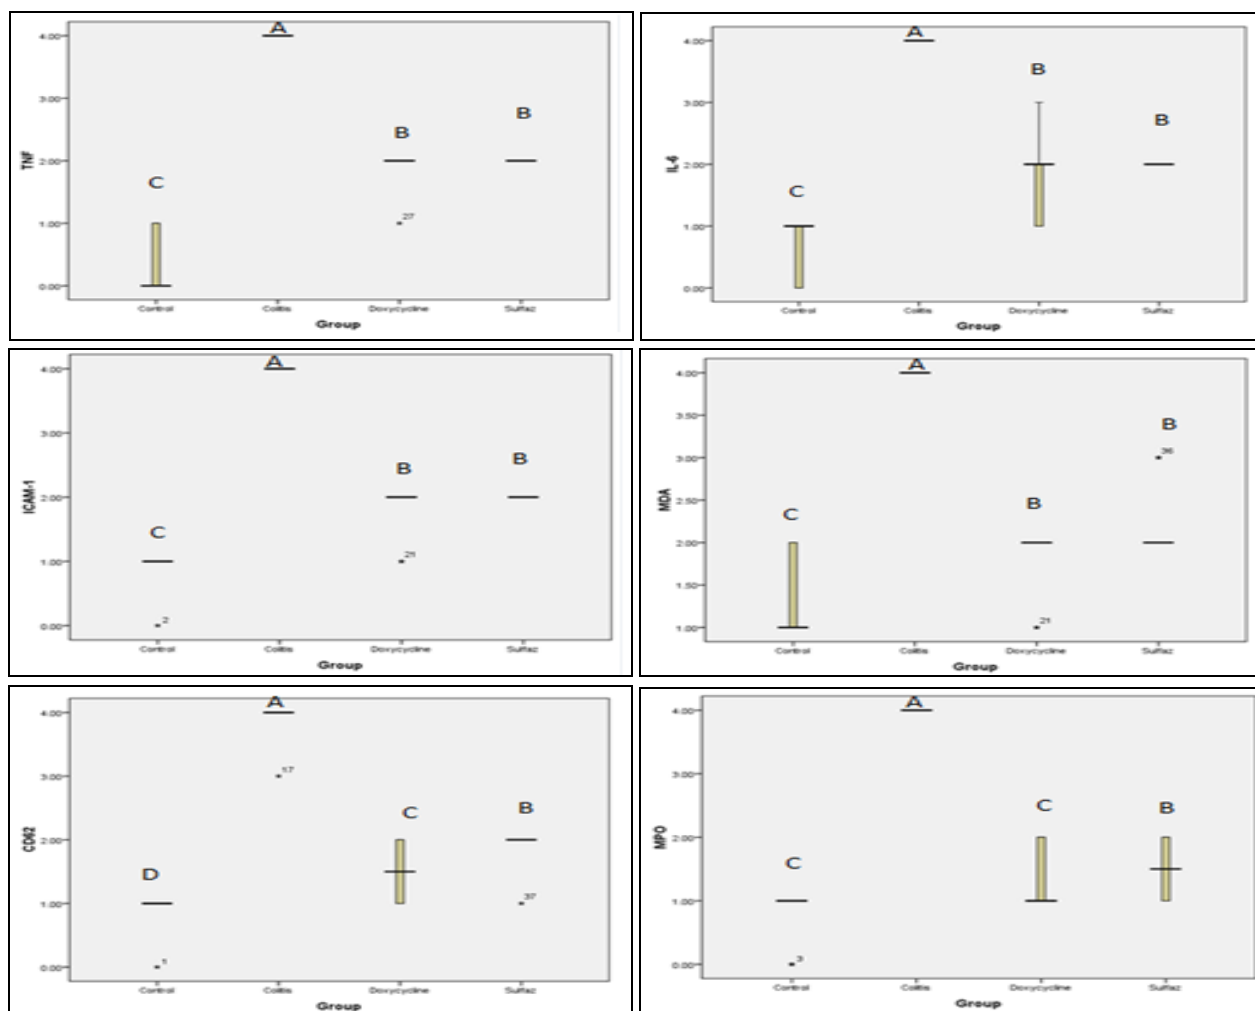 A
4.00
3.00
B
B
TNF
2.00
C
27
1.00
0.00
Control Colitis Doxycycline Sulfaz
Group
A
4.00
B
3.00
B
IL-6
2.00
C
1.00
0.00
Control Colitis Doxycycline Sulfaz
Group
A
4.00
3.00
B
B
ICAM-1
2.00
C
21
1.00
2
0.00
Control Colitis Doxycycline Sulfaz
Group
A
4.00
3.50
B
36
3.00
MDA
2.50
B
C
2.00
1.50
21
1.00
Control Colitis Doxycycline Sulfaz
Group
A
4.00
17
3.00
C
B
CD62
2.00
D
37
1.00
1
0.00
Control Colitis Doxycycline Sulfaz
Group
A
4.00
3.00
C
B
MPO
2.00
C
1.00
3
0.00
Control Colitis Doxycycline Sulfaz
Group